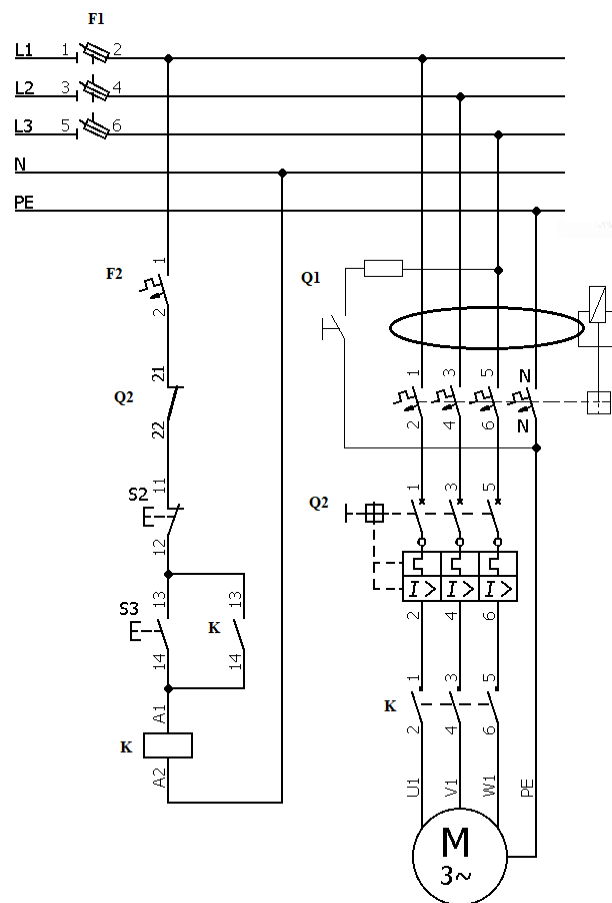 F1
L1 1 2
L2 3 4
L3 5 6
N
PE
F2 1 2
Q1
1 3 5 N
2 4 6 N
Q2 21 22
Q2 1 3 5
I> I> I>
2 4 6
S2 11 12
S3 13 14
K 13 14
K 1 3 5
2 4 6
K A1 A2
U1 V1 W1 PE
M
3~